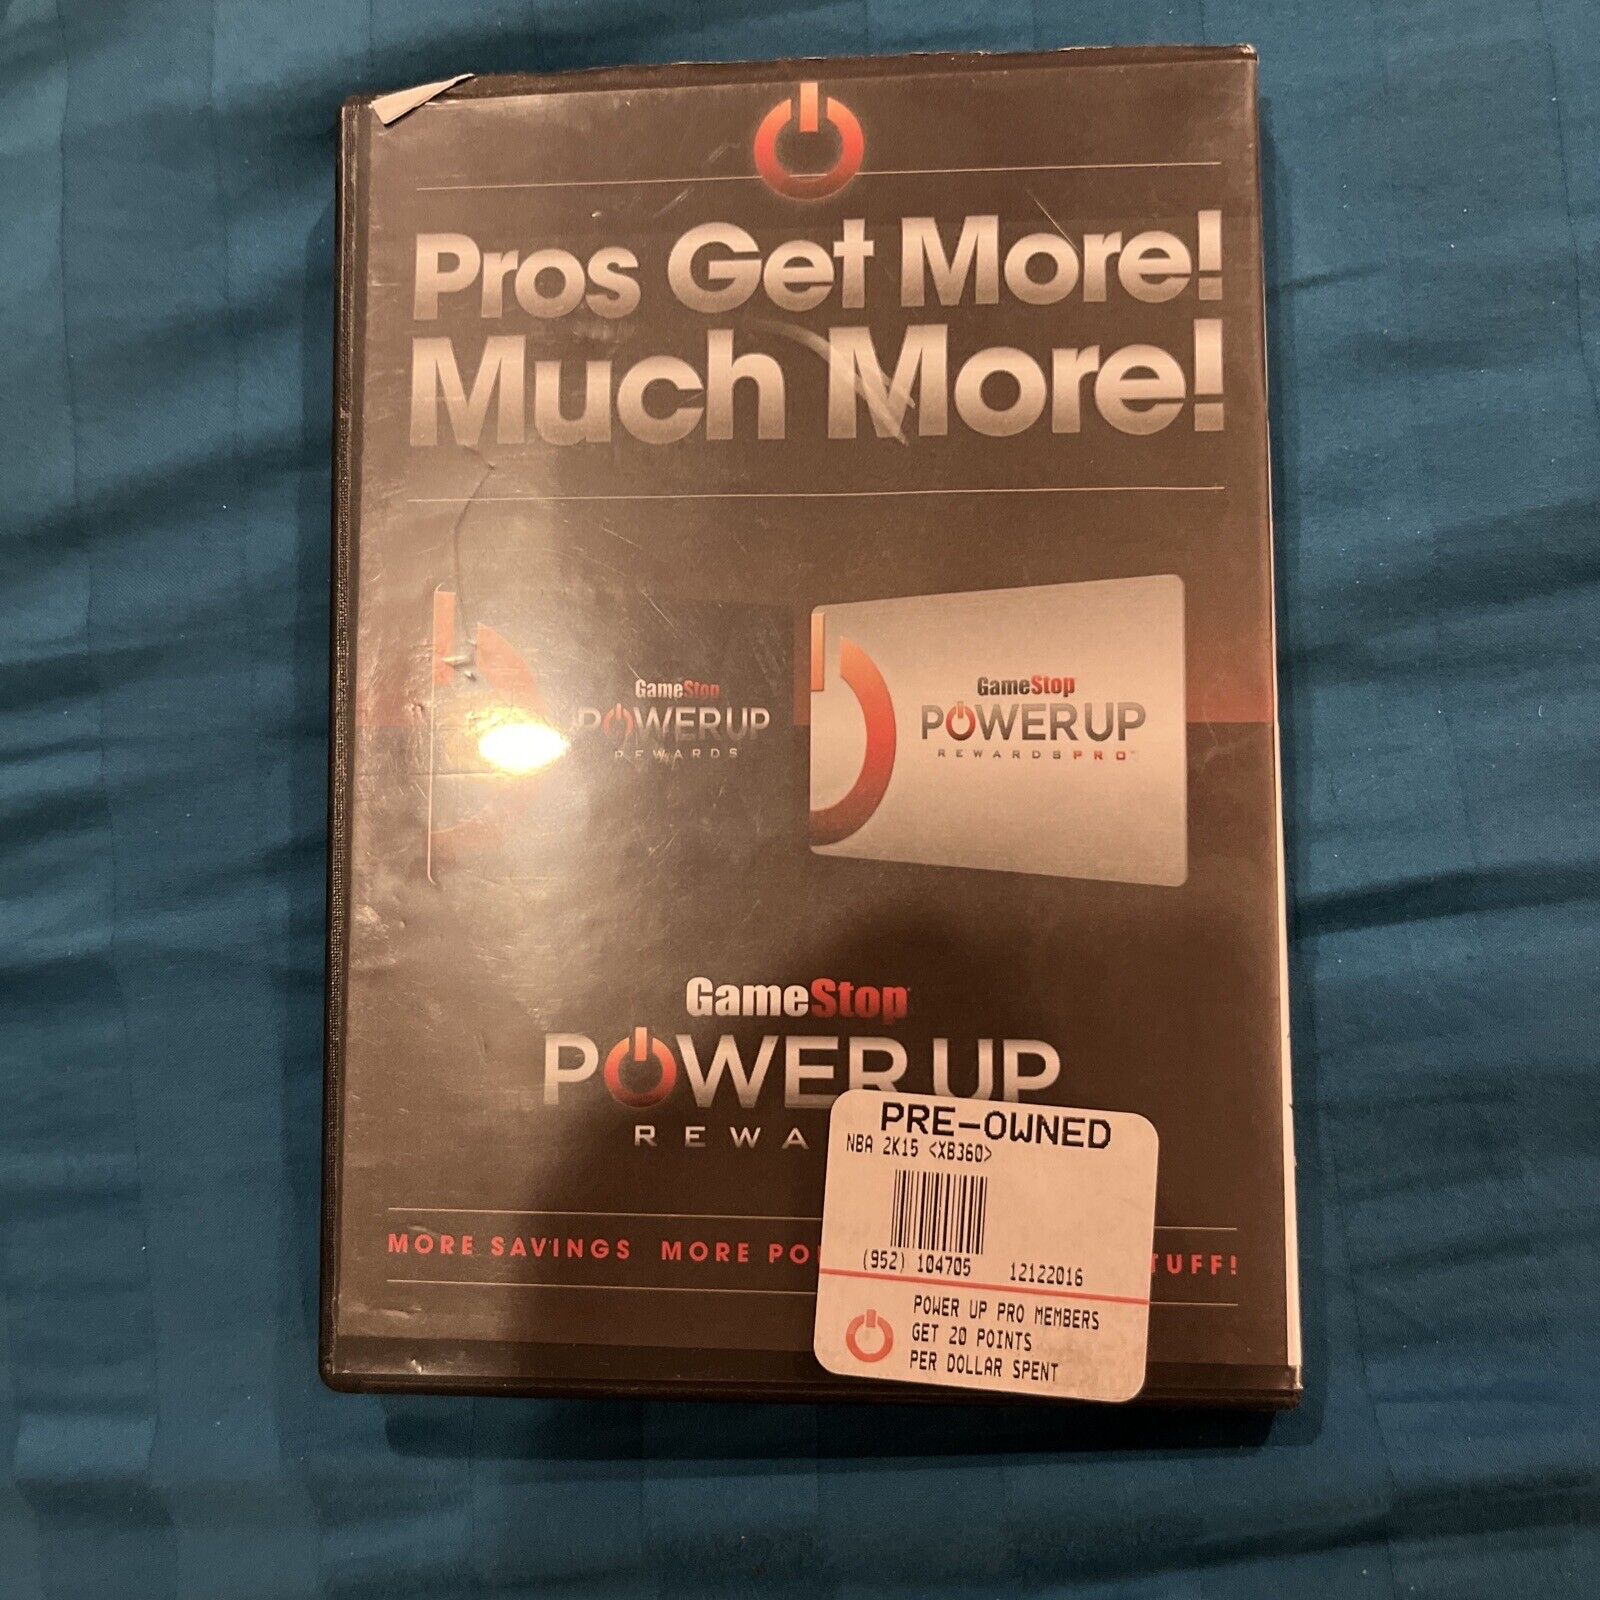 Pros Get More!
Much More!
GameStop
POWERUP
REWARDS
GameStop
POWERUP
REWARDSPRO™
GameStop
POWER UP
REWA
PRE-OWNED
NBA 2K15 <XB360>
MORE SAVINGS MORE PO TUFF!
(952) 104705 12122016
POWER UP PRO MEMBERS
GET 20 POINTS
PER DOLLAR SPENT